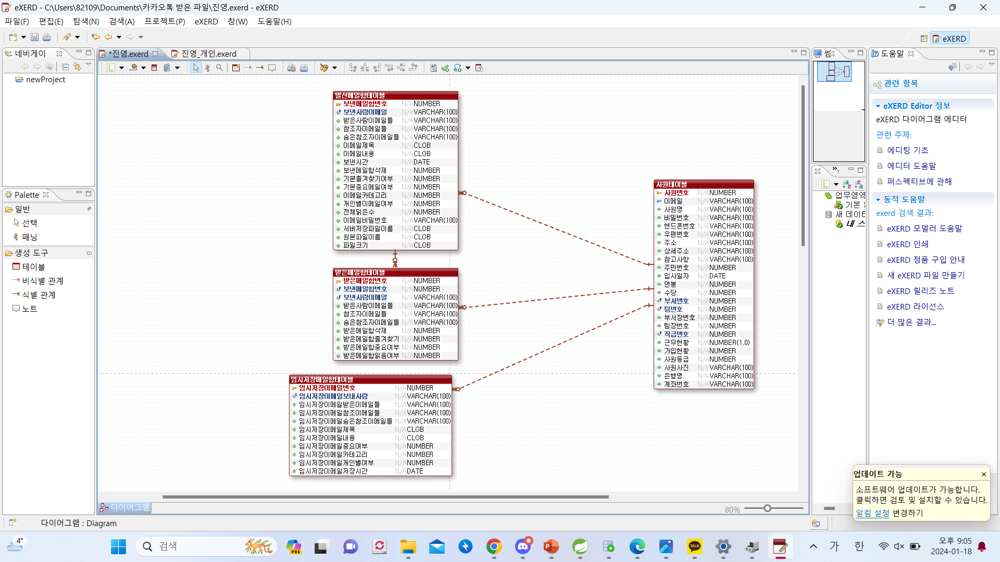 eXERD - C:\Users\82109\Documents\카카오톡 받은 파일\진영.exerd - eXERD
파일(F) 편집(E) 탐색(N) 검색(A) 프로젝트(P) eXERD 창(W) 도움말(H)
eXERD
네비게이
newProject
Palette
일반
선택
패닝
생성 도구
테이블
비식별 관계
식별 관계
노트
*진영.exerd
진영_개인.exerd
발신메일함테이블
보낸메일함번호 N/A NUMBER
보낸사람이메일 N/A VARCHAR(100)
받은사람이메일들 N/A VARCHAR(100)
참조자이메일들 N/A VARCHAR(100)
숨은참조자이메일들 N/A VARCHAR(100)
이메일제목 N/A CLOB
이메일내용 N/A CLOB
보낸시간 N/A DATE
보낸메일함삭제 N/A NUMBER
기본즐겨찾기여부 N/A NUMBER
기본중요메일여부 N/A NUMBER
이메일카테고리 N/A NUMBER
개인별이메일여부 N/A NUMBER
전체읽은수 N/A NUMBER
이메일비밀번호 N/A VARCHAR(100)
서버저장파일이름 N/A CLOB
원본파일이름 N/A CLOB
파일크기 N/A CLOB
받은메일함테이블
받은메일함번호 N/A NUMBER
보낸메일함번호 N/A NUMBER
보낸사람이메일 N/A VARCHAR(100)
받은사람이메일들 N/A VARCHAR(100)
참조자이메일들 N/A VARCHAR(100)
숨은참조자이메일들 N/A VARCHAR(100)
받은메일함삭제 N/A NUMBER
받은메일함즐겨찾기 N/A NUMBER
받은메일함중요여부 N/A NUMBER
받은메일함읽음여부 N/A NUMBER
임시저장메일함테이블
임시저장이메일번호 N/A NUMBER
임시저장이메일보내사람 N/A VARCHAR(100)
임시저장이메일받은이메일들 N/A VARCHAR(100)
임시저장이메일참조이메일들 N/A VARCHAR(100)
임시저장이메일숨은참조이메일들 N/A VARCHAR(100)
임시저장이메일제목 N/A CLOB
임시저장이메일내용 N/A CLOB
임시저장이메일중요여부 N/A NUMBER
임시저장이메일카테고리 N/A NUMBER
임시저장이메일개인별여부 N/A NUMBER
임시저장이메일저장시간 N/A DATE
사원테이블
사원번호 N/A NUMBER
이메일 N/A VARCHAR(100)
사원명 N/A VARCHAR(100)
비밀번호 N/A VARCHAR(100)
핸드폰번호 N/A VARCHAR(100)
우편번호 N/A VARCHAR(100)
주소 N/A VARCHAR(100)
상세주소 N/A VARCHAR(100)
참고사항 N/A VARCHAR(100)
주민번호 N/A NUMBER
입사일자 N/A DATE
연봉 N/A NUMBER
수당 N/A NUMBER
부서번호 N/A NUMBER
팀번호 N/A NUMBER
부서장번호 N/A NUMBER
팀장번호 N/A NUMBER
직급번호 N/A NUMBER
근무현황 N/A NUMBER(1,0)
가입현황 N/A NUMBER
사원등급 N/A NUMBER
사원사진 N/A VARCHAR(100)
은행명 N/A VARCHAR(100)
계좌번호 N/A VARCHAR(100)
다이어그램
80%
업무영역
기본
새 데이터
내 스
도움말
관련 항목
eXERD Editor 정보
eXERD 다이어그램 에디터
관련 주제:
에디팅 기초
에디터 도움말
퍼스펙티브에 관해
동적 도움말
exerd 검색 결과:
eXERD 모델러 도움말
eXERD 인쇄
eXERD 정품 구입 안내
새 eXERD 파일 만들기
eXERD 릴리즈 노트
eXERD 라이선스
더 많은 결과...
업데이트 가능
소프트웨어 업데이트가 가능합니다.
클릭하면 검토 및 설치할 수 있습니다.
알림 설정 변경하기
다이어그램 : Diagram
4°
검색
PRE
TALK
가
한
오후 9:05
2024-01-18